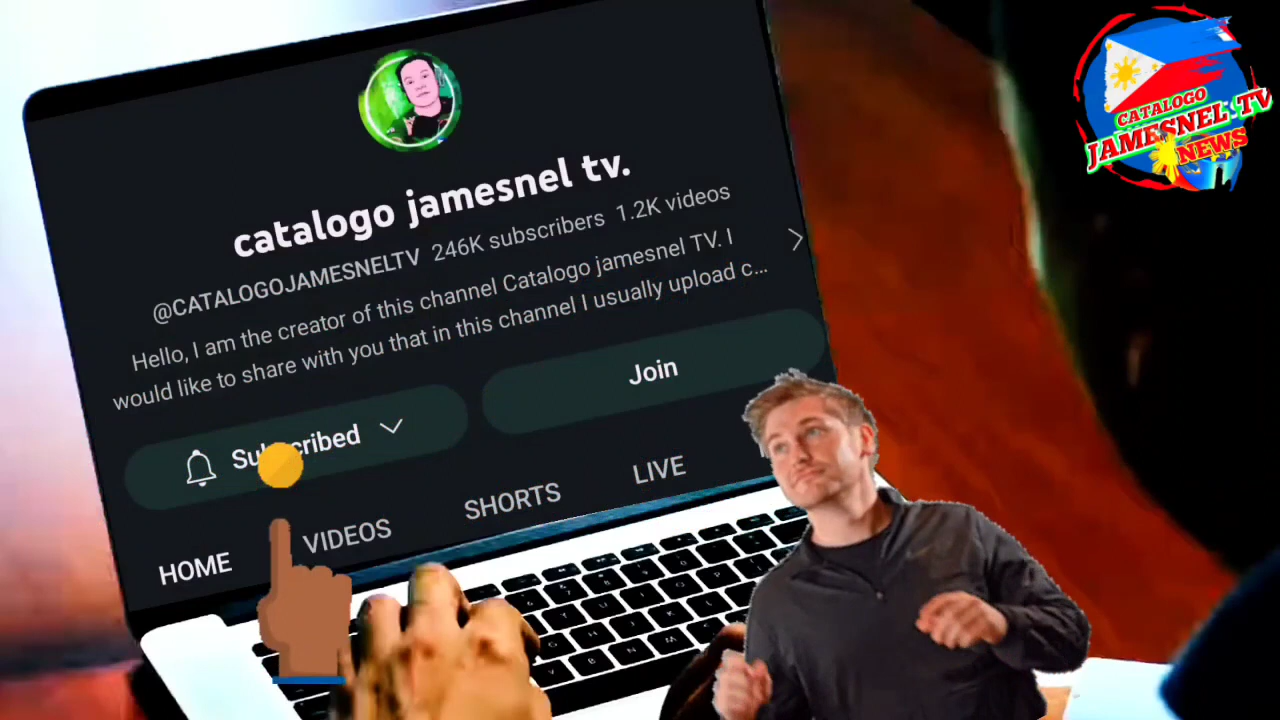 CATALOGO
JAMESNEL TV
NEWS
catalogo jamesnel tv.
@CATALOGOJAMESNELTV 246K subscribers 1.2K videos
Hello, I am the creator of this channel Catalogo jamesnel TV. I
would like to share with you that in this channel I usually upload c...
Subscribed
Join
HOME
VIDEOS
SHORTS
LIVE